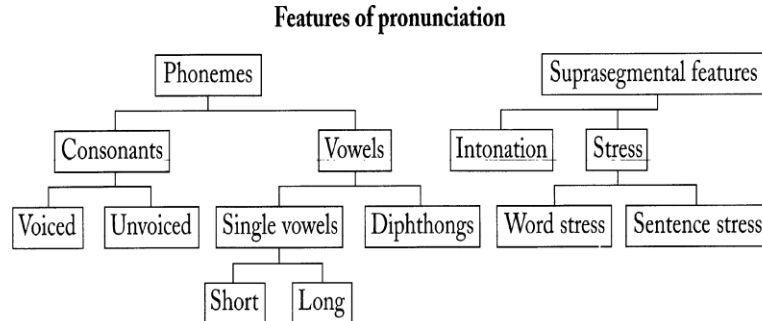 Features of pronunciation
Phonemes
Suprasegmental features
Consonants
Vowels
Intonation
Stress
Voiced
Unvoiced
Single vowels
Diphthongs
Word stress
Sentence stress
Short
Long